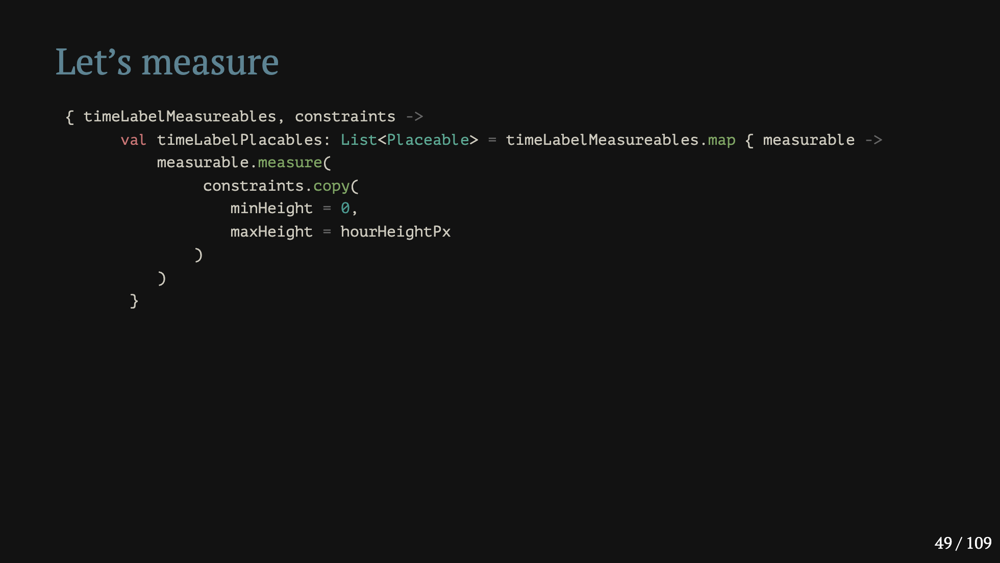 Let’s measure
{ timeLabelMeasureables, constraints ->
val timeLabelPlacables: List<Placeable> = timeLabelMeasureables.map { measurable ->
measurable.measure(
constraints.copy(
minHeight = 0,
maxHeight = hourHeightPx
)
)
}
49 / 109